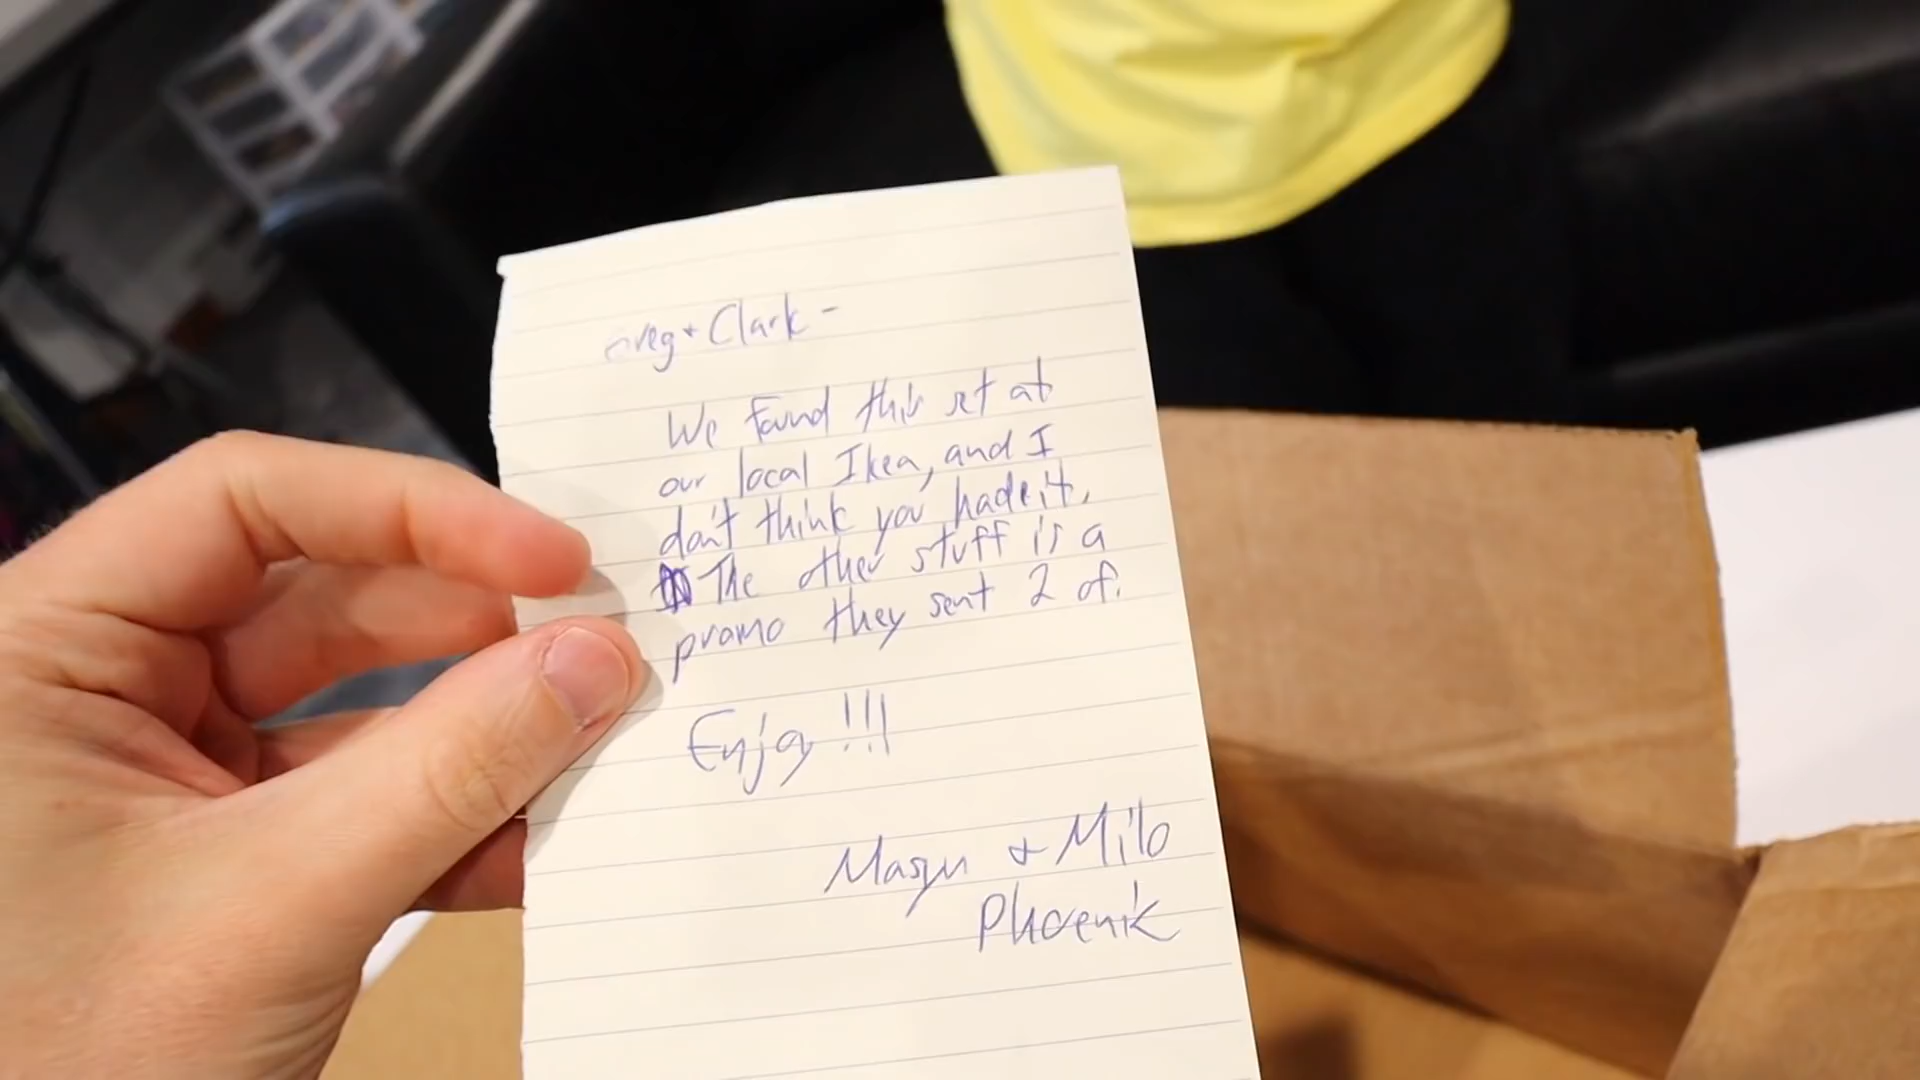 Greg + Clark -
We found this set at
our local Ikea, and I
don't think you had it.
The other stuff is a
promo they sent 2 of.
Enjoy !!!
+ Milo
Phoenix